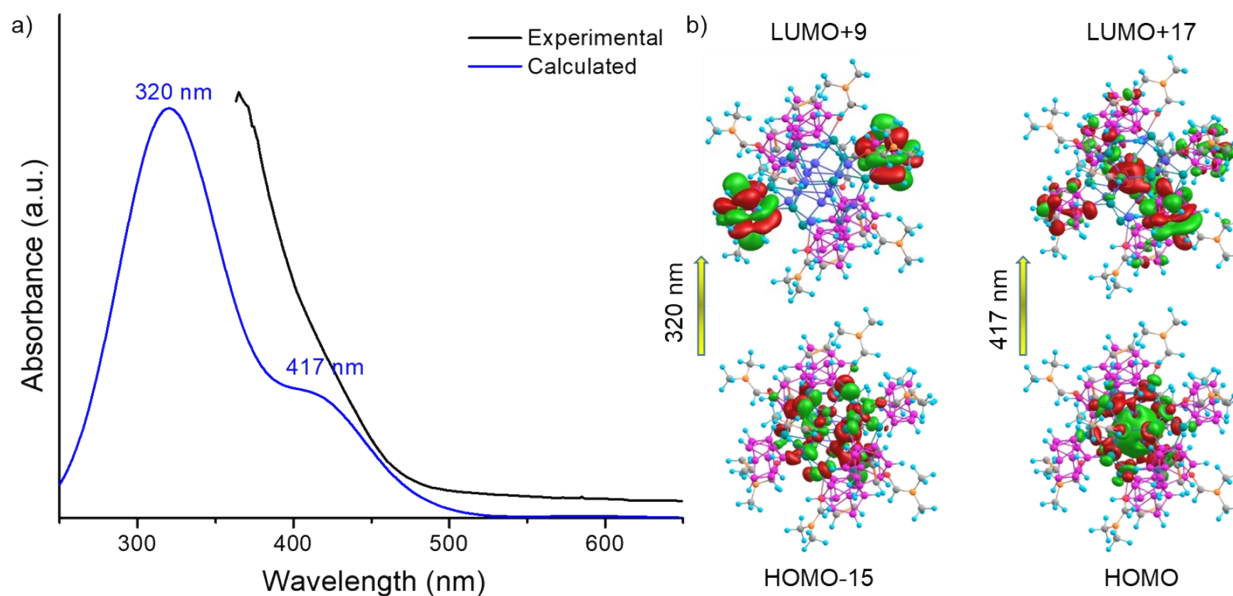 a)
Experimental
Calculated
320 nm
417 nm
Absorbance (a.u.)
300
400
500
600
Wavelength (nm)
b)
LUMO+9
LUMO+17
320 nm
417 nm
HOMO-15
HOMO